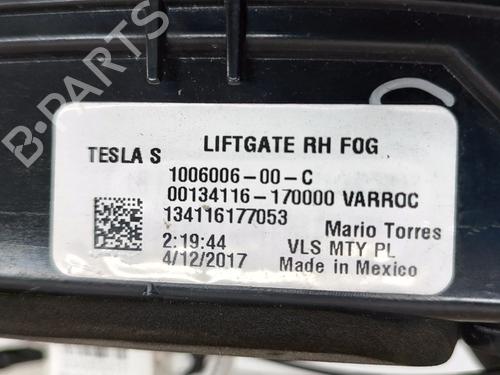 LIFTGATE RH FOG
TESLA S
1006006-00-C
00134116-170000 VARROC
134116177053
Mario Torres
2:19:44
VLS MTY PL
4/12/2017
Made in Mexico
B-PARTS